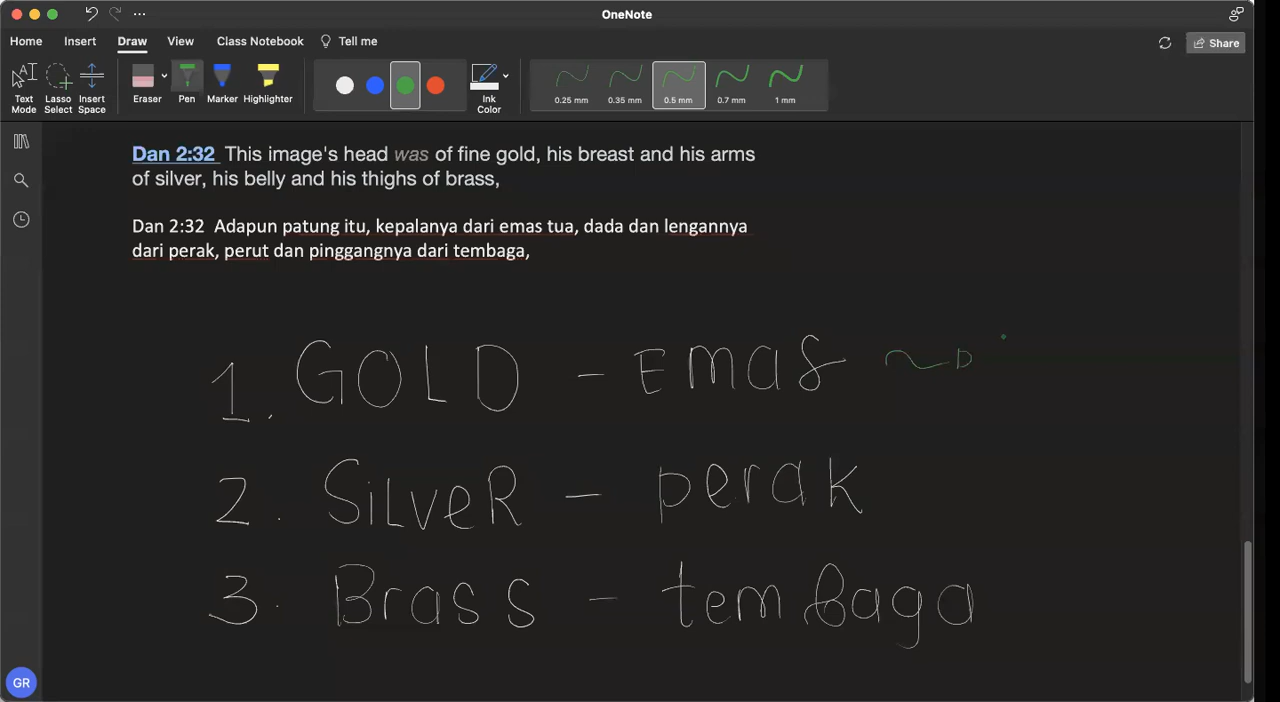 OneNote
Home Insert Draw View Class Notebook Tell me Share
Text Mode
Lasso Select
Insert Space
Eraser
Pen
Marker
Highlighter
Ink Color
0.25 mm
0.35 mm
0.5 mm
0.7 mm
1 mm
Dan 2:32 This image's head was of fine gold, his breast and his arms
of silver, his belly and his thighs of brass,
Dan 2:32 Adapun patung itu, kepalanya dari emas tua, dada dan lengannya
dari perak, perut dan pinggangnya dari tembaga,
1. GOLD - EMAS
2. SiLveR - perak
3. Brass - tembaga
GR